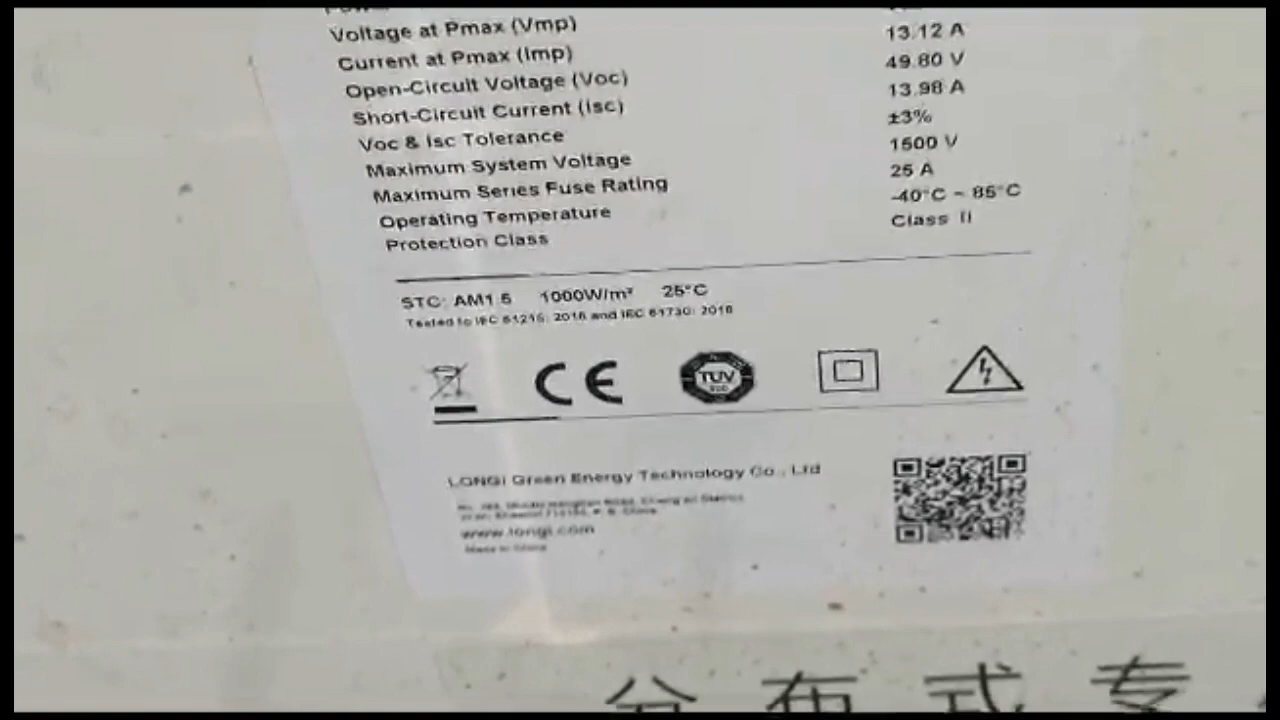 Voltage at Pmax (Vmp)
Current at Pmax (Imp) 13.12 A
Open-Circuit Voltage (Voc) 49.80 V
Short-Circuit Current (Isc) 13.98 A
Voc & Isc Tolerance ±3%
Maximum System Voltage 1500 V
Maximum Series Fuse Rating 25 A
Operating Temperature -40°C ~ 85°C
Protection Class Class II
STC: AM1.5 1000W/m² 25°C
Tested to IEC 61215: 2016 and IEC 61730: 2016
CE TÜV
LONGi Green Energy Technology Co., Ltd
www.longi.com
Made in China
分布式专